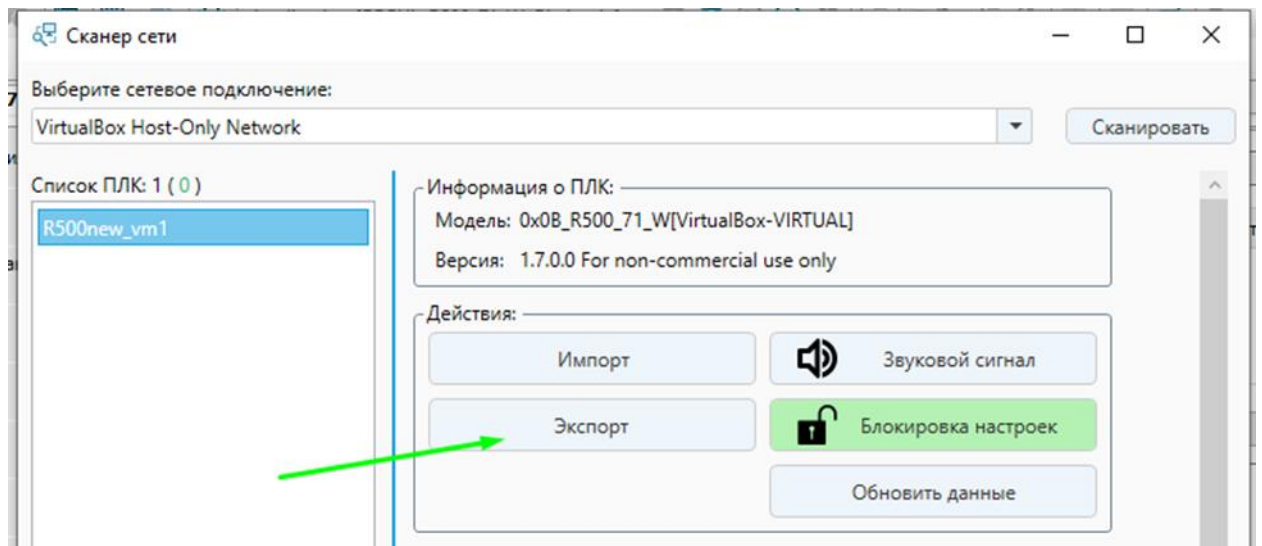 Сканер сети
Выберите сетевое подключение:
VirtualBox Host-Only Network
Сканировать
Список ПЛК: 1 ( 0 )
R500new_vm1
Информация о ПЛК:
Модель: 0x0B_R500_71_W[VirtualBox-VIRTUAL]
Версия: 1.7.0.0 For non-commercial use only
Действия:
Импорт
Звуковой сигнал
Экспорт
Блокировка настроек
Обновить данные